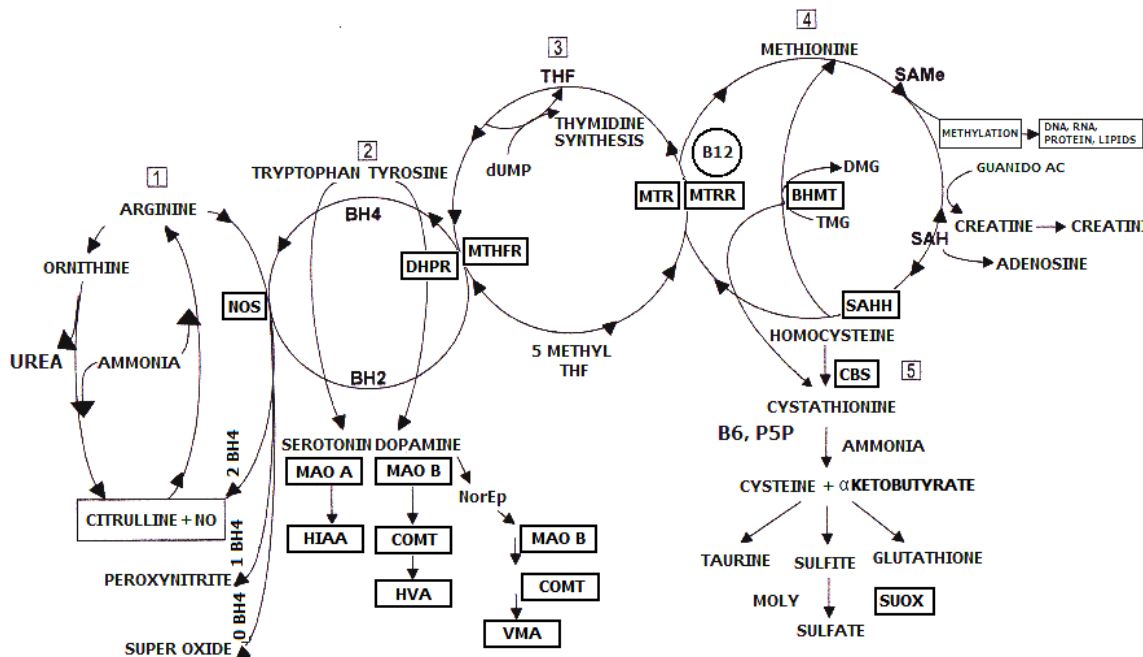 4
METHIONINE
3
THF
SAMe
THYMIDINE
SYNTHESIS
METHYLATION
DNA, RNA,
PROTEIN, LIPIDS
B12
2
dUMP
DMG
GUANIDO AC
TRYPTOPHAN TYROSINE
1
MTR
MTRR
BHMT
ARGININE
BH4
TMG
CREATINE
CREATINI
SAH
MTHFR
DHPR
ADENOSINE
ORNITHINE
NOS
SAHH
HOMOCYSTEINE
UREA
AMMONIA
5 METHYL
THF
BH2
CBS
5
CYSTATHIONINE
B6, P5P
SEROTONIN DOPAMINE
AMMONIA
2 BH4
MAO A
MAO B
NorEp
CYSTEINE + αKETOBUTYRATE
CITRULLINE + NO
HIAA
COMT
MAO B
1 BH4
TAURINE
SULFITE
GLUTATHIONE
PEROXYNITRITE
HVA
COMT
MOLY
SUOX
0 BH4
VMA
SULFATE
SUPER OXIDE